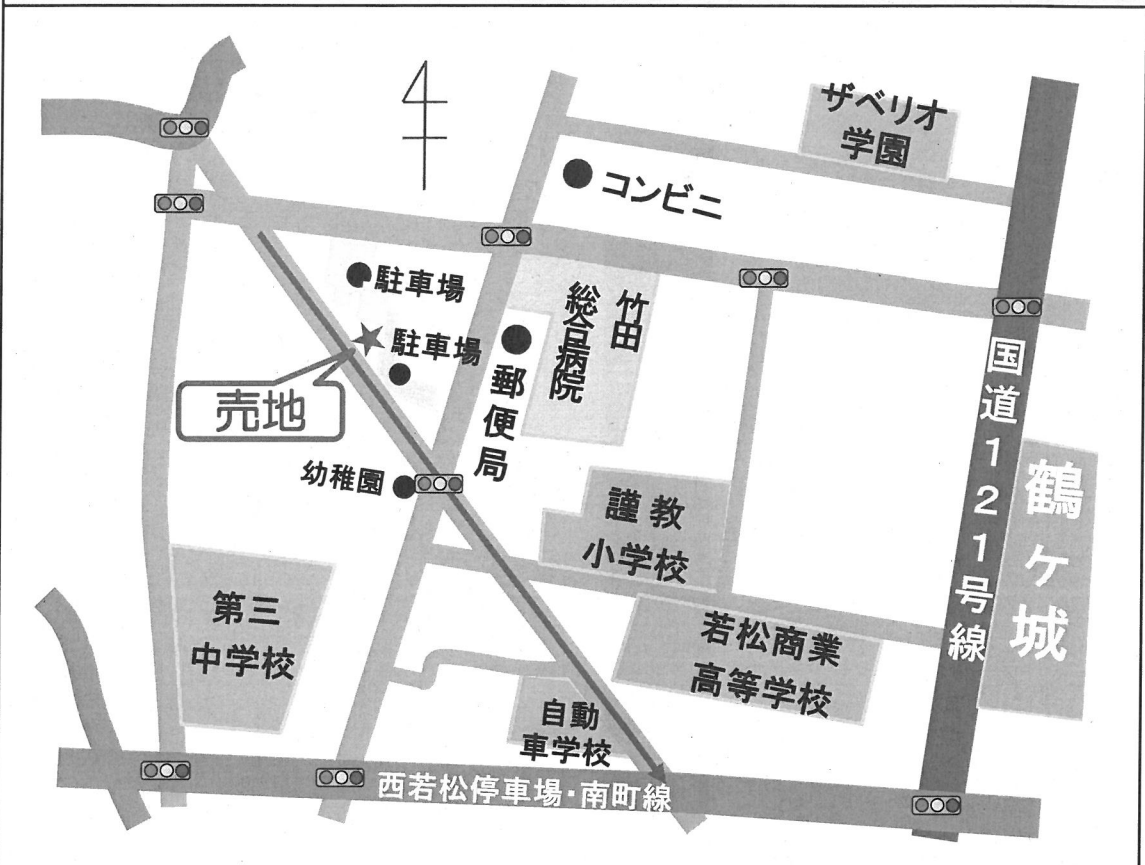 ザベリオ
学園
コンビニ
駐車場
竹田
総合病院
駐車場
郵便局
売地
幼稚園
国道121号線
鶴ケ城
謹教
小学校
第三
中学校
若松商業
高等学校
自動
車学校
西若松停車場・南町線